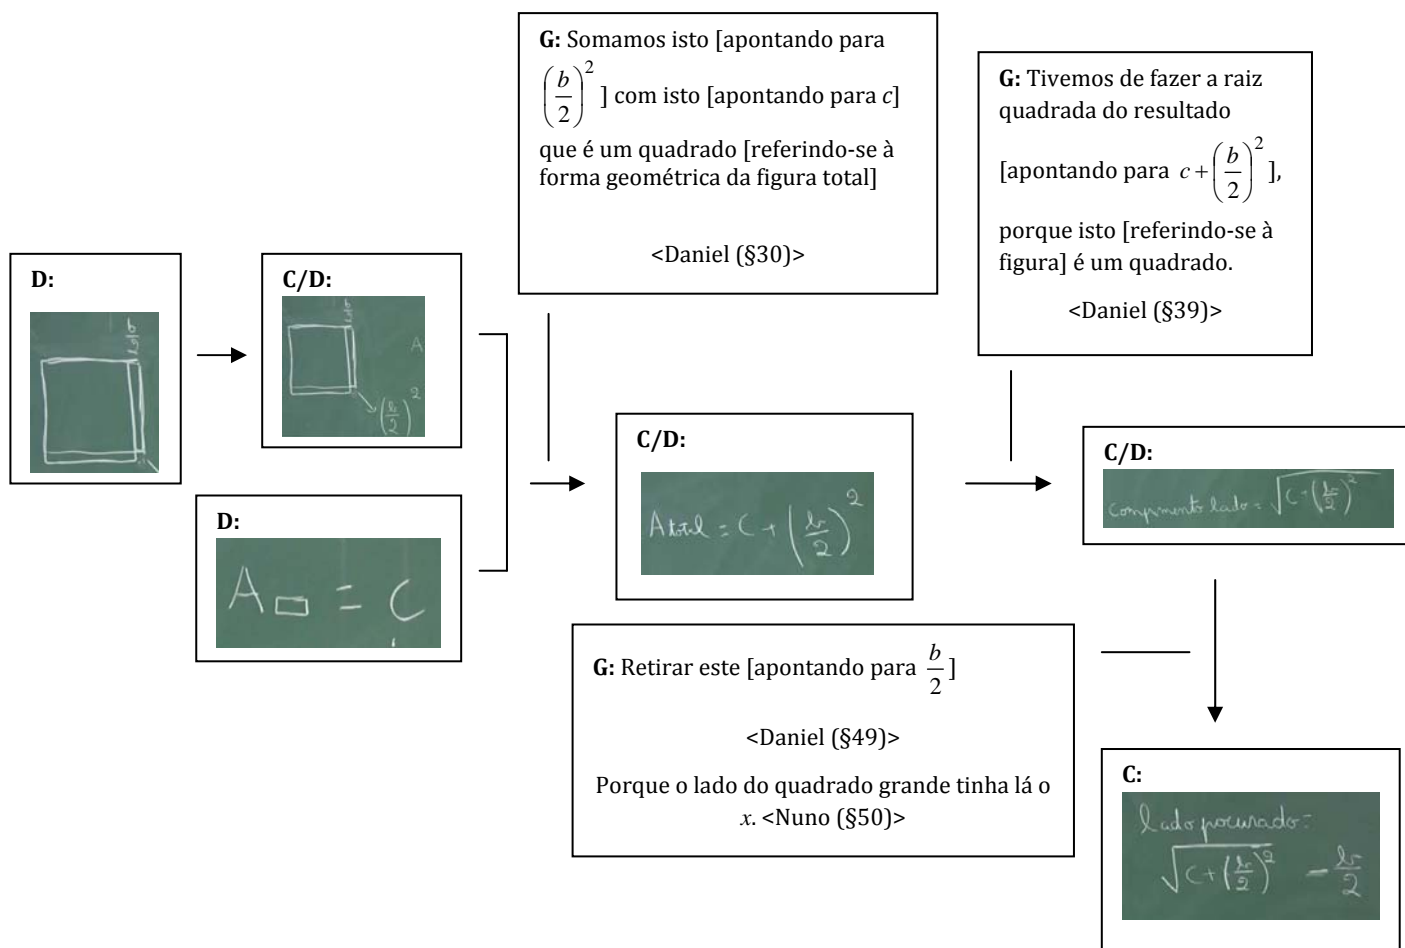 G: Somamos isto [apontando para
(b/2)² ] com isto [apontando para c]
que é um quadrado [referindo-se à
forma geométrica da figura total]
<Daniel (§30)>
G: Tivemos de fazer a raiz
quadrada do resultado
[apontando para c+(b/2)² ],
porque isto [referindo-se à
figura] é um quadrado.
<Daniel (§39)>
D:
C/D:
A
(b/2)²
D:
A▭ = C
C/D:
A total = C + (b/2)²
C/D:
Comprimento lado = √C+(b/2)²
G: Retirar este [apontando para b/2 ]
<Daniel (§49)>
Porque o lado do quadrado grande tinha lá o
x. <Nuno (§50)>
C:
lado procurado=
√C+(b/2)² - b/2